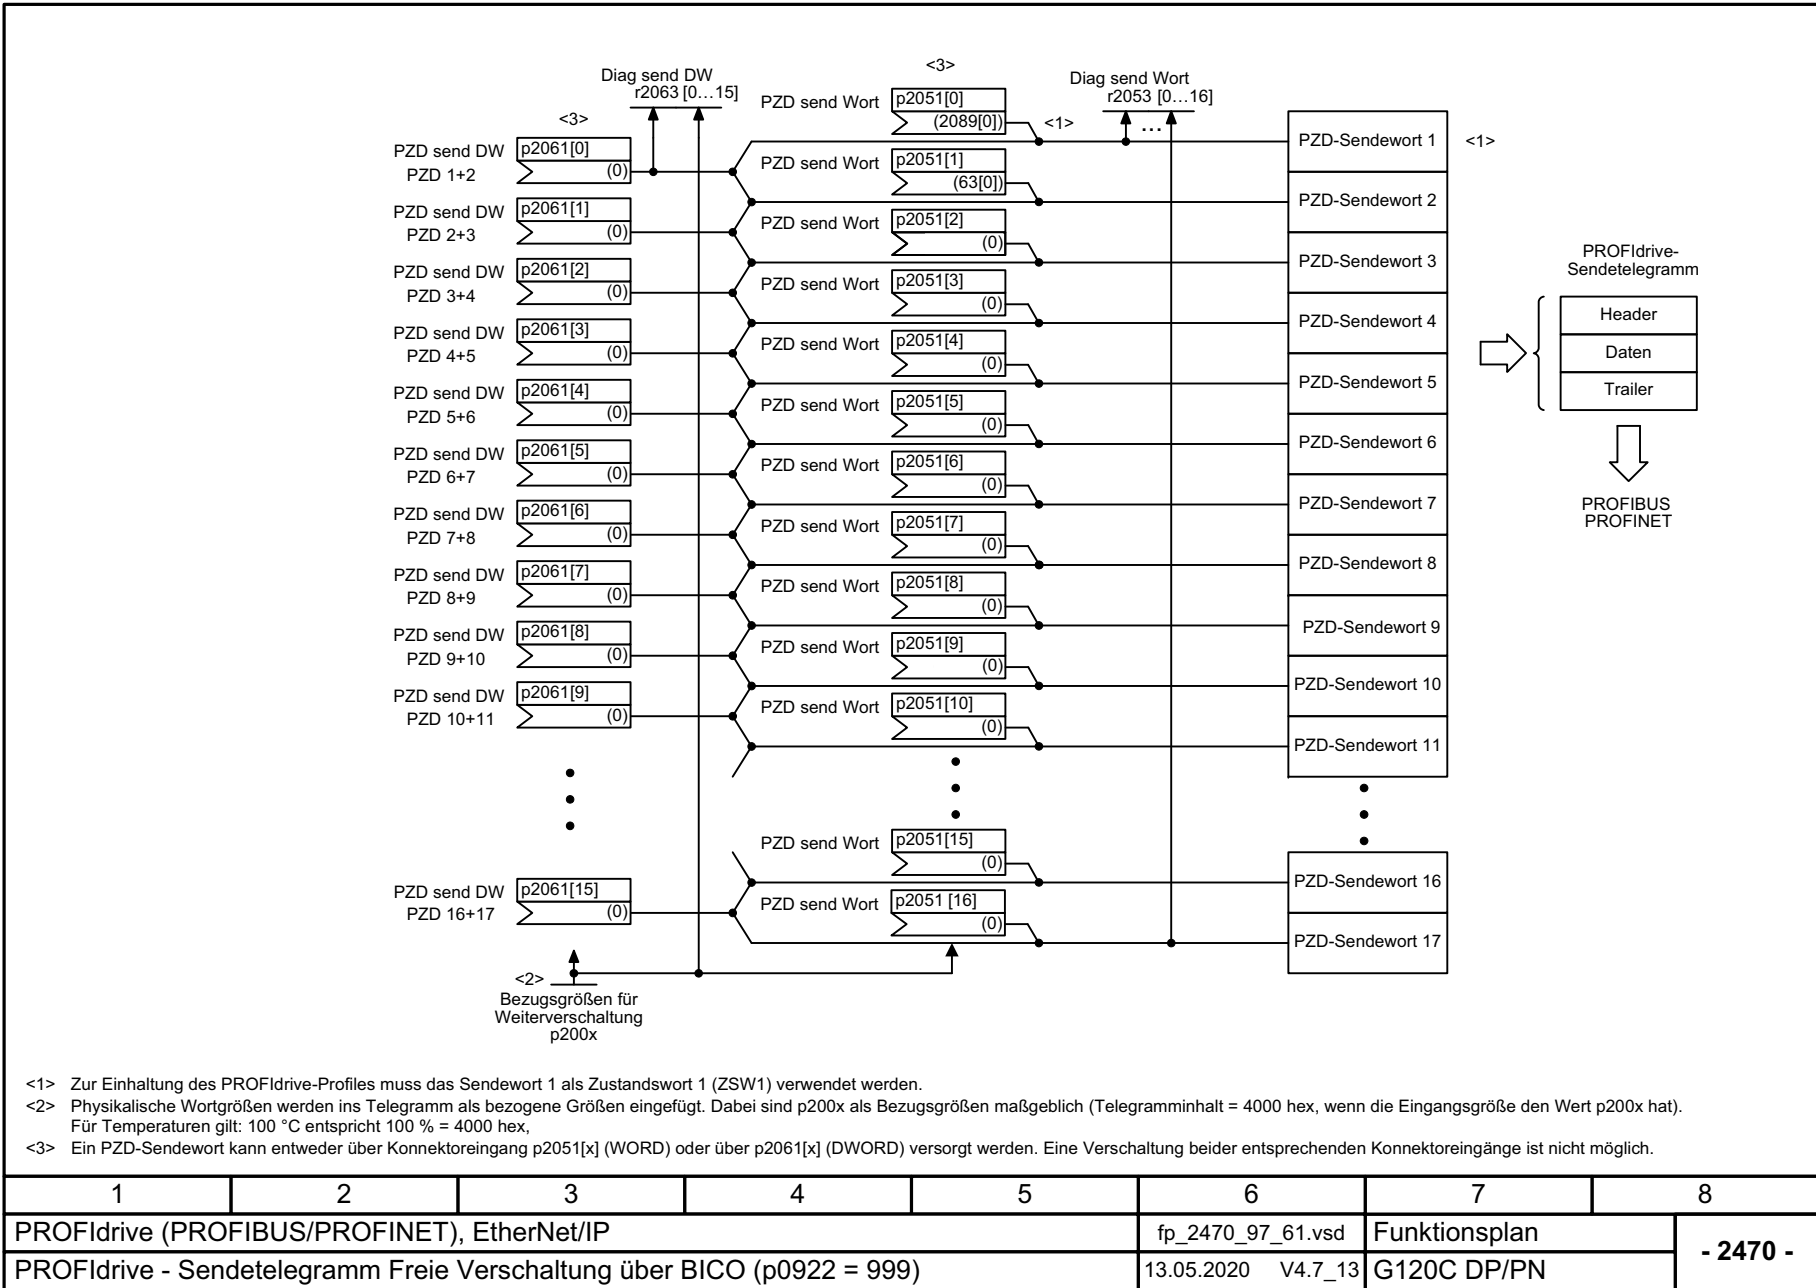 Diag send DW
r2063 [0…15]
<3>
<3>
PZD send Wort
p2051[0]
(2089[0])
<1>
Diag send Wort
r2053 [0…16]
…
PZD send DW
PZD 1+2
p2061[0]
(0)
PZD send Wort
p2051[1]
(63[0])
PZD-Sendewort 1
<1>
PZD send DW
PZD 2+3
p2061[1]
(0)
PZD send Wort
p2051[2]
(0)
PZD-Sendewort 2
PZD send DW
PZD 3+4
p2061[2]
(0)
PZD send Wort
p2051[3]
(0)
PZD-Sendewort 3
PZD send DW
PZD 4+5
p2061[3]
(0)
PZD send Wort
p2051[4]
(0)
PZD-Sendewort 4
PZD send DW
PZD 5+6
p2061[4]
(0)
PZD send Wort
p2051[5]
(0)
PZD-Sendewort 5
PZD send DW
PZD 6+7
p2061[5]
(0)
PZD send Wort
p2051[6]
(0)
PZD-Sendewort 6
PZD send DW
PZD 7+8
p2061[6]
(0)
PZD send Wort
p2051[7]
(0)
PZD-Sendewort 7
PZD send DW
PZD 8+9
p2061[7]
(0)
PZD send Wort
p2051[8]
(0)
PZD-Sendewort 8
PZD send DW
PZD 9+10
p2061[8]
(0)
PZD send Wort
p2051[9]
(0)
PZD-Sendewort 9
PZD send DW
PZD 10+11
p2061[9]
(0)
PZD send Wort
p2051[10]
(0)
PZD-Sendewort 10
PZD-Sendewort 11
PZD send Wort
p2051[15]
(0)
PZD-Sendewort 16
PZD send DW
PZD 16+17
p2061[15]
(0)
PZD send Wort
p2051 [16]
(0)
PZD-Sendewort 17
PROFIdrive-
Sendetelegramm
Header
Daten
Trailer
PROFIBUS
PROFINET
<2>
Bezugsgrößen für
Weiterverschaltung
p200x
<1> Zur Einhaltung des PROFIdrive-Profiles muss das Sendewort 1 als Zustandswort 1 (ZSW1) verwendet werden.
<2> Physikalische Wortgrößen werden ins Telegramm als bezogene Größen eingefügt. Dabei sind p200x als Bezugsgrößen maßgeblich (Telegramminhalt = 4000 hex, wenn die Eingangsgröße den Wert p200x hat).
Für Temperaturen gilt: 100 °C entspricht 100 % = 4000 hex,
<3> Ein PZD-Sendewort kann entweder über Konnektoreingang p2051[x] (WORD) oder über p2061[x] (DWORD) versorgt werden. Eine Verschaltung beider entsprechenden Konnektoreingänge ist nicht möglich.
1 2 3 4 5 6 7 8
PROFIdrive (PROFIBUS/PROFINET), EtherNet/IP
fp_2470_97_61.vsd
Funktionsplan
- 2470 -
PROFIdrive - Sendetelegramm Freie Verschaltung über BICO (p0922 = 999)
13.05.2020 V4.7_13
G120C DP/PN